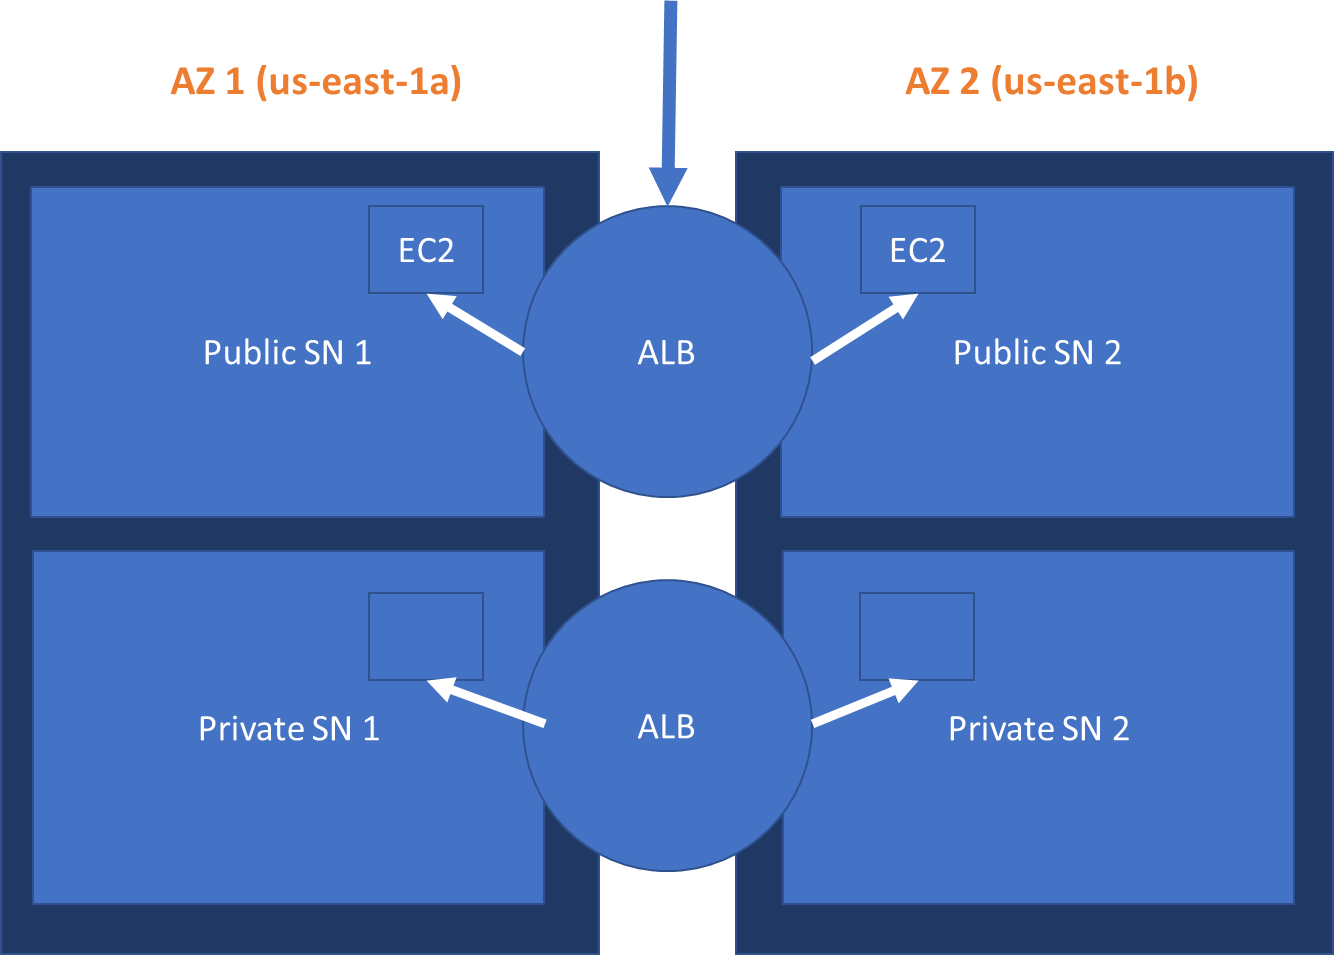 AZ 1 (us-east-1a)
AZ 2 (us-east-1b)
EC2
EC2
Public SN 1
ALB
Public SN 2
Private SN 1
ALB
Private SN 2